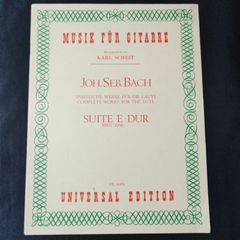 MUSIK FÜR GITARRE
KARL SCHEIT
JOH. SEB. BACH
SÄMTLICHE WERKE FÜR DIE LAUTE
COMPLETE WORKS FOR THE LUTE
SUITE E-DUR
UNIVERSAL EDITION